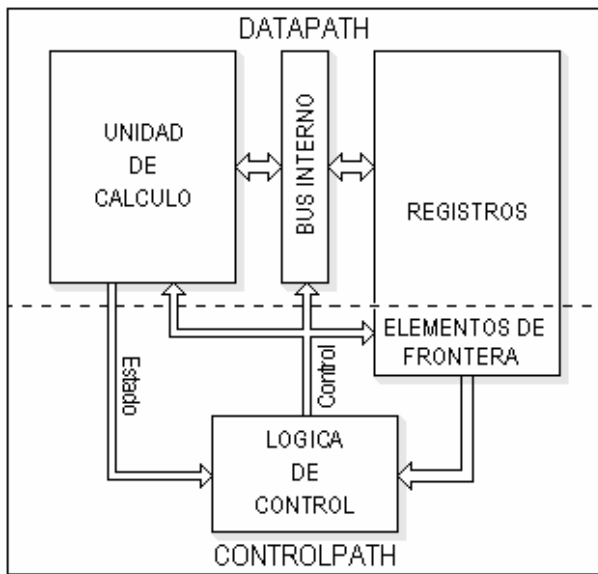 DATAPATH
UNIDAD
DE
CALCULO
BUS INTERNO
REGISTROS
ELEMENTOS DE
FRONTERA
Estado
Control
LOGICA
DE
CONTROL
CONTROLPATH